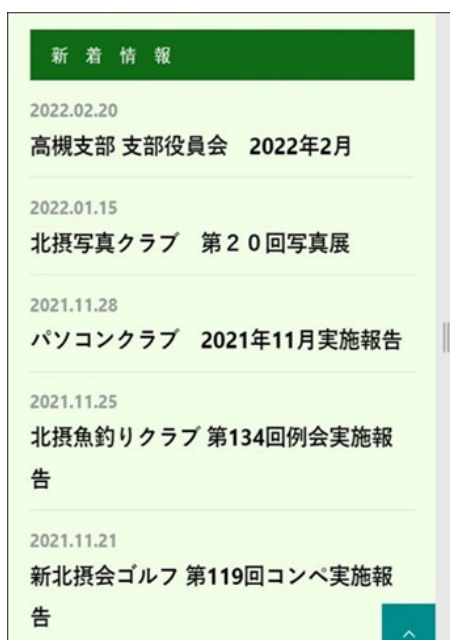 新着情報
2022.02.20
高槻支部 支部役員会　2022年2月
2022.01.15
北摂写真クラブ　第２０回写真展
2021.11.28
パソコンクラブ　2021年11月実施報告
2021.11.25
北摂魚釣りクラブ 第134回例会実施報
告
2021.11.21
新北摂会ゴルフ 第119回コンペ実施報
告